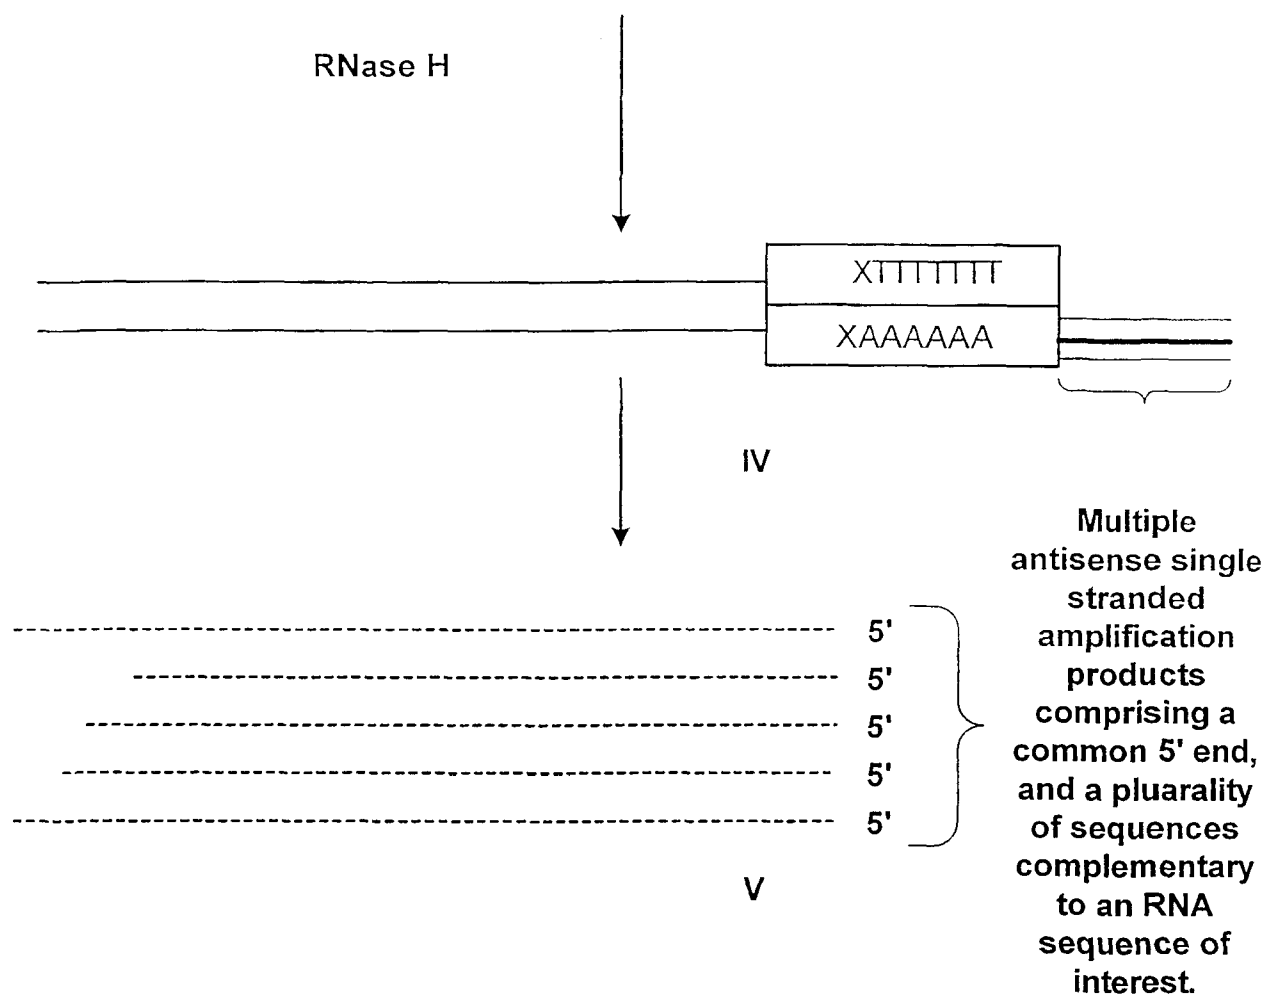 RNase H
XTTTTTTT
XAAAAAA
IV
Multiple
antisense single
stranded
amplification
products
comprising a
common 5' end,
and a pluarality
of sequences
complementary
to an RNA
sequence of
interest.
5'
5'
5'
5'
5'
V